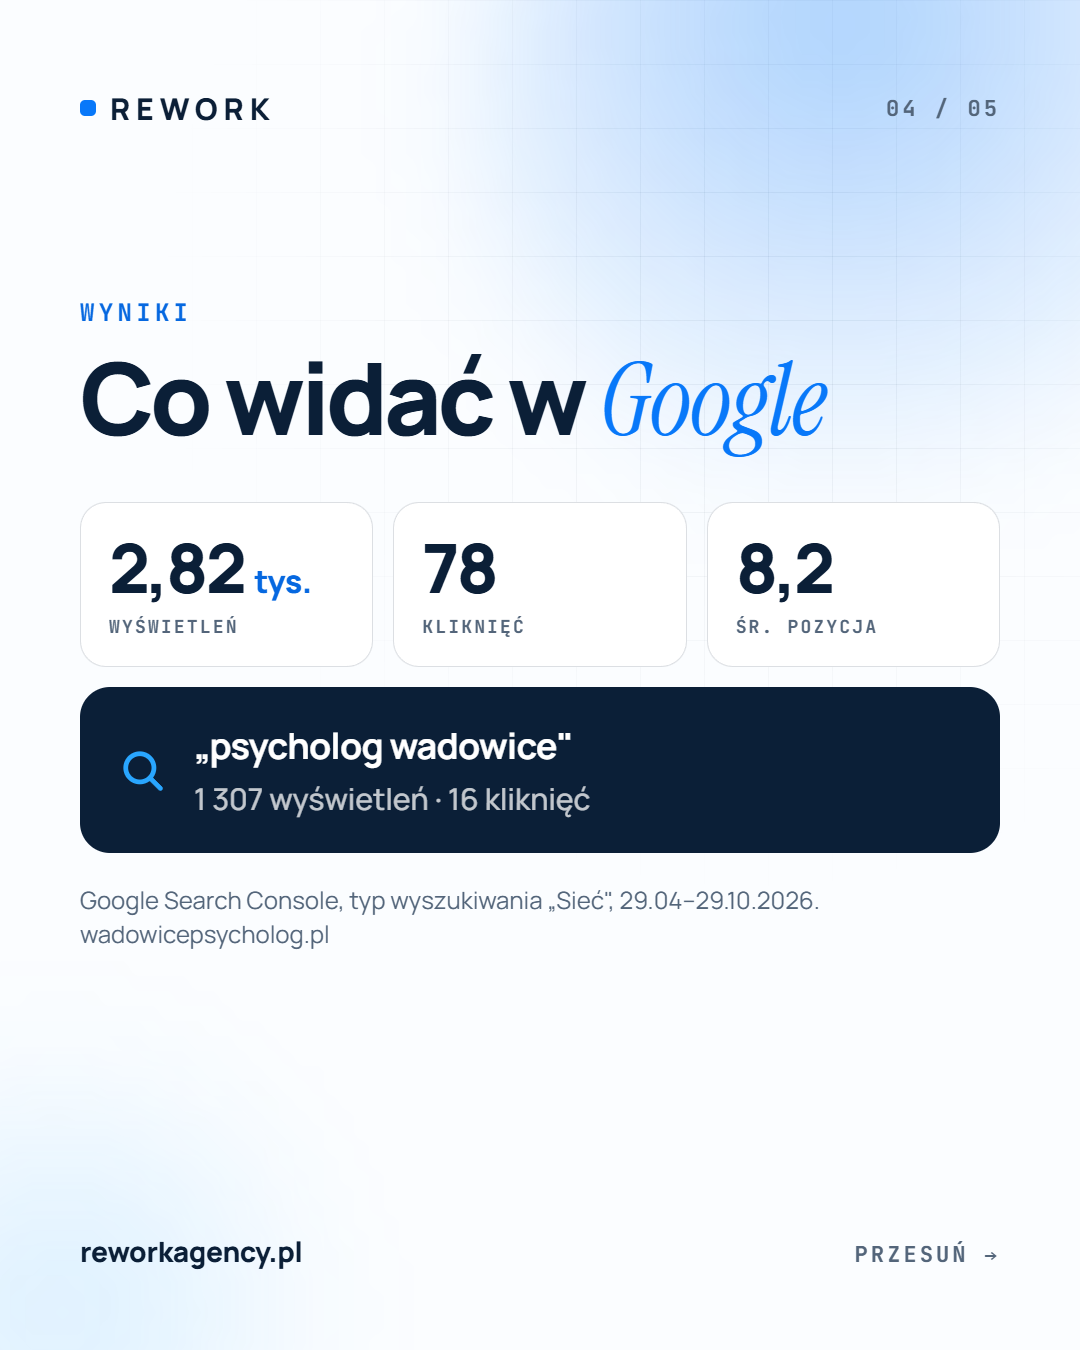 REWORK
04 / 05
WYNIKI
Co widać w Google
2,82 tys.
WYŚWIETLEŃ
78
KLIKNIĘĆ
8,2
ŚR. POZYCJA
„psycholog wadowice"
1 307 wyświetleń · 16 kliknięć
Google Search Console, typ wyszukiwania „Sieć", 29.04–29.10.2026.
wadowicepsycholog.pl
reworkagency.pl
PRZESUŃ →